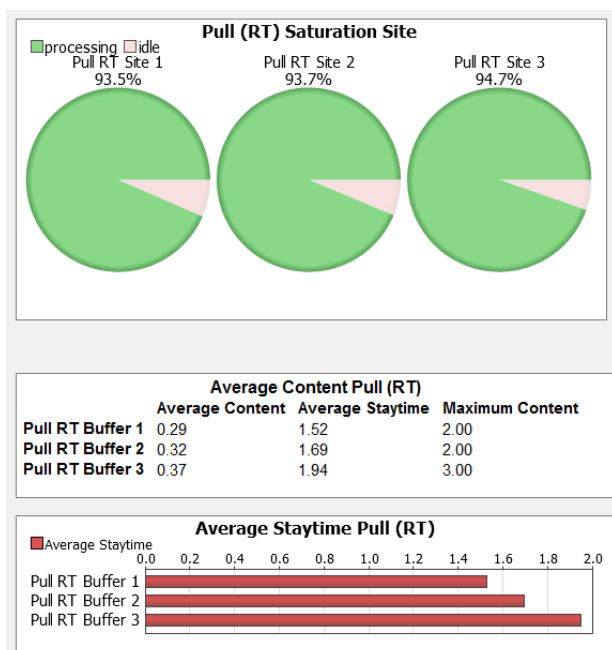 Pull (RT) Saturation Site
processing idle
Pull RT Site 1 Pull RT Site 2 Pull RT Site 3
93.5% 93.7% 94.7%
Average Content Pull (RT)
Average Content Average Staytime Maximum Content
Pull RT Buffer 1 0.29 1.52 2.00
Pull RT Buffer 2 0.32 1.69 2.00
Pull RT Buffer 3 0.37 1.94 3.00
Average Staytime Pull (RT)
Average Staytime
0.0 0.2 0.4 0.6 0.8 1.0 1.2 1.4 1.6 1.8 2.0
Pull RT Buffer 1
Pull RT Buffer 2
Pull RT Buffer 3